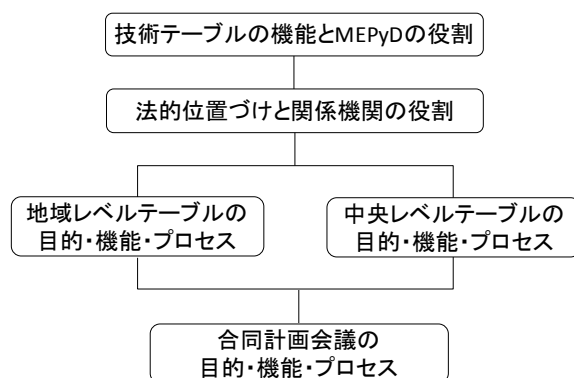 技術テーブルの機能とMEPyDの役割
法的位置づけと関係機関の役割
地域レベルテーブルの
目的・機能・プロセス
中央レベルテーブルの
目的・機能・プロセス
合同計画会議の
目的・機能・プロセス